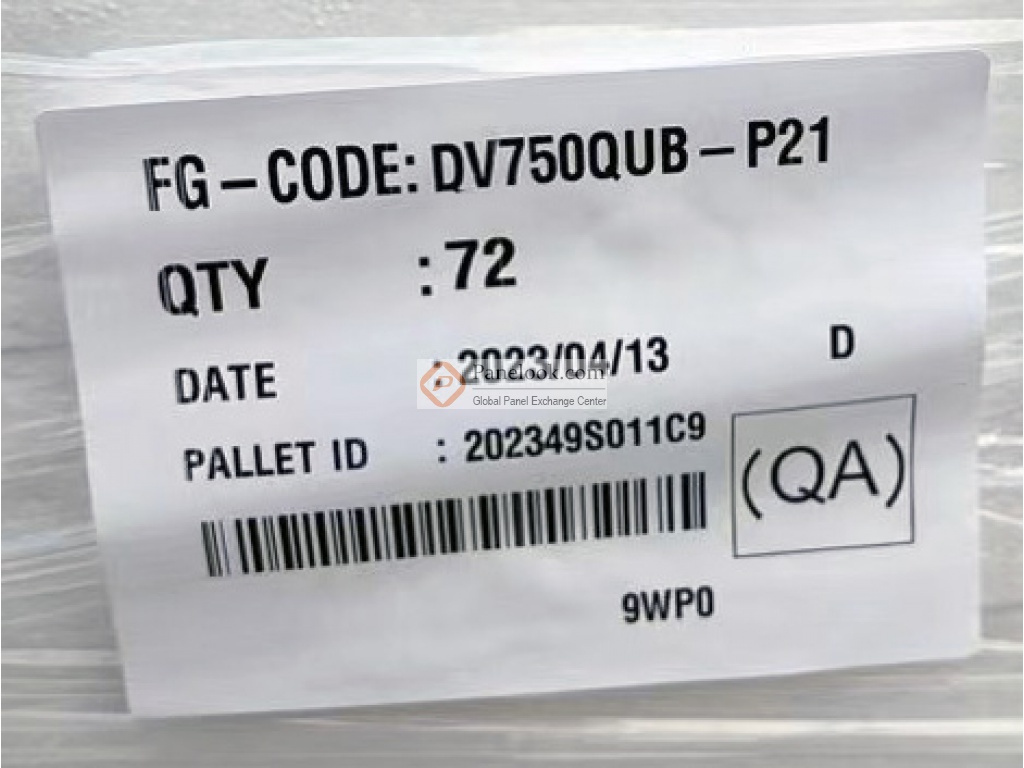 FG-CODE: DV750QUB-P21
QTY : 72
DATE : 2023/04/13 D
Panelook.com
Global Panel Exchange Center
PALLET ID : 202349S011C9
(QA)
9WP0